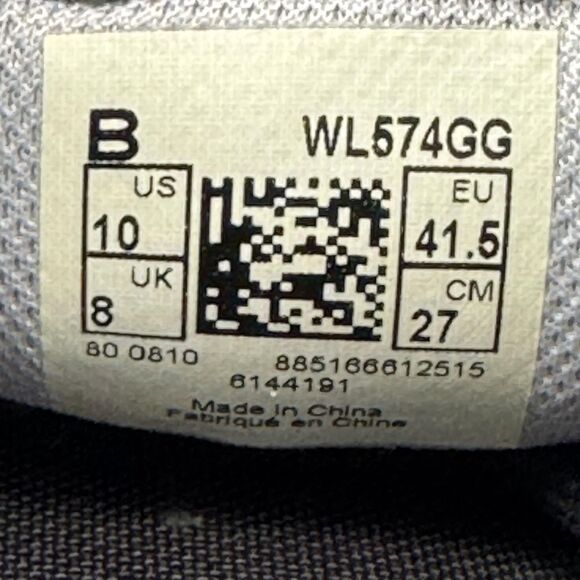 B WL574GG
US EU
10 41.5
UK CM
8 27
80 0810 885166612515
6144191
Made in China
Fabriqué en Chine